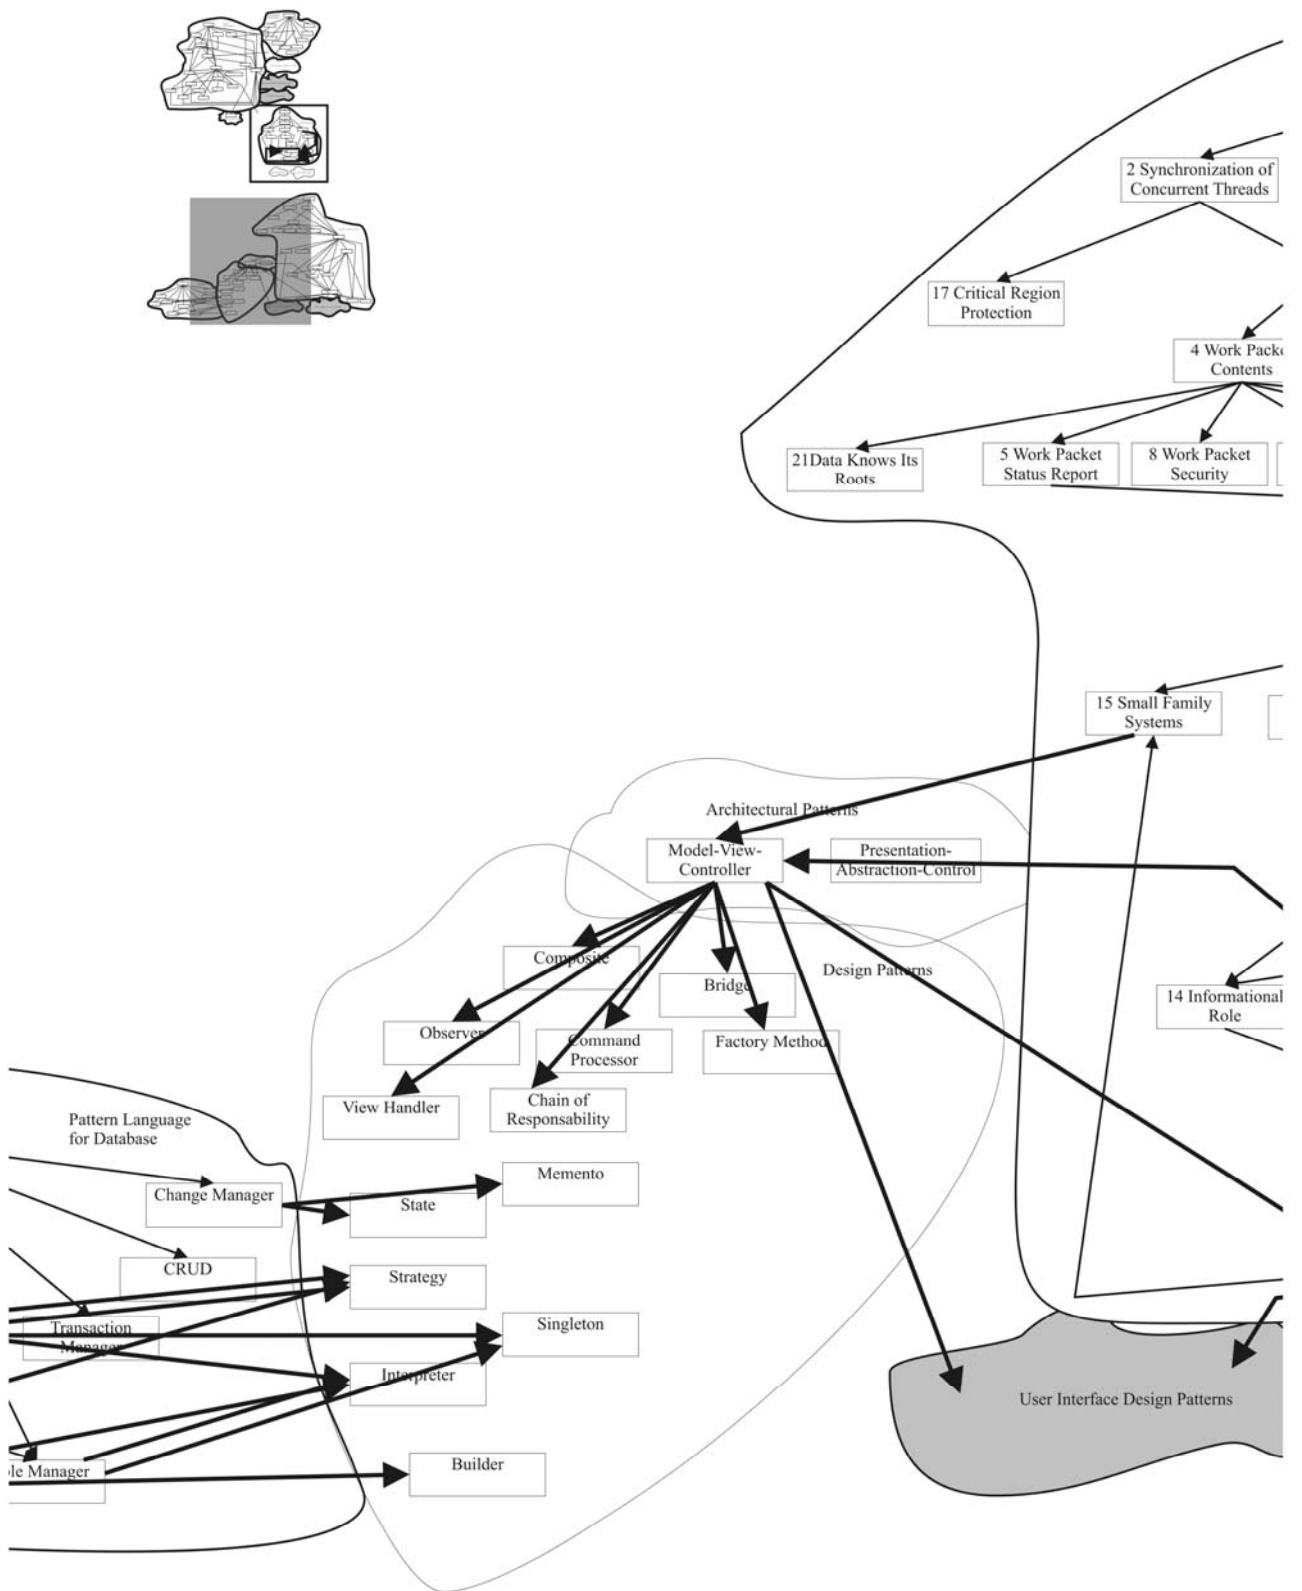 2 Synchronization of
Concurrent Threads
17 Critical Region
Protection
4 Work Packe
Contents
21Data Knows Its
Roots
5 Work Packet
Status Report
8 Work Packet
Security
15 Small Family
Systems
Architectural Patterns
Model-View-
Controller
Presentation-
Abstraction-Control
Composite
Bridge
Design Patterns
14 Informational
Role
Observer
Command
Processor
Factory Method
View Handler
Chain of
Responsability
Pattern Language
for Database
Change Manager
Memento
State
CRUD
Strategy
Transaction
Manager
Singleton
Interpreter
User Interface Design Patterns
ble Manager
Builder